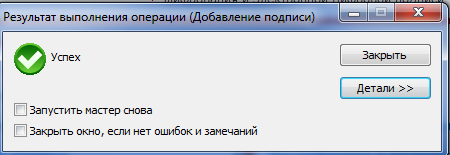 Результат выполнения операции (Добавление подписи)
Успех
Закрыть
Детали >>
Запустить мастер снова
Закрыть окно, если нет ошибок и замечаний